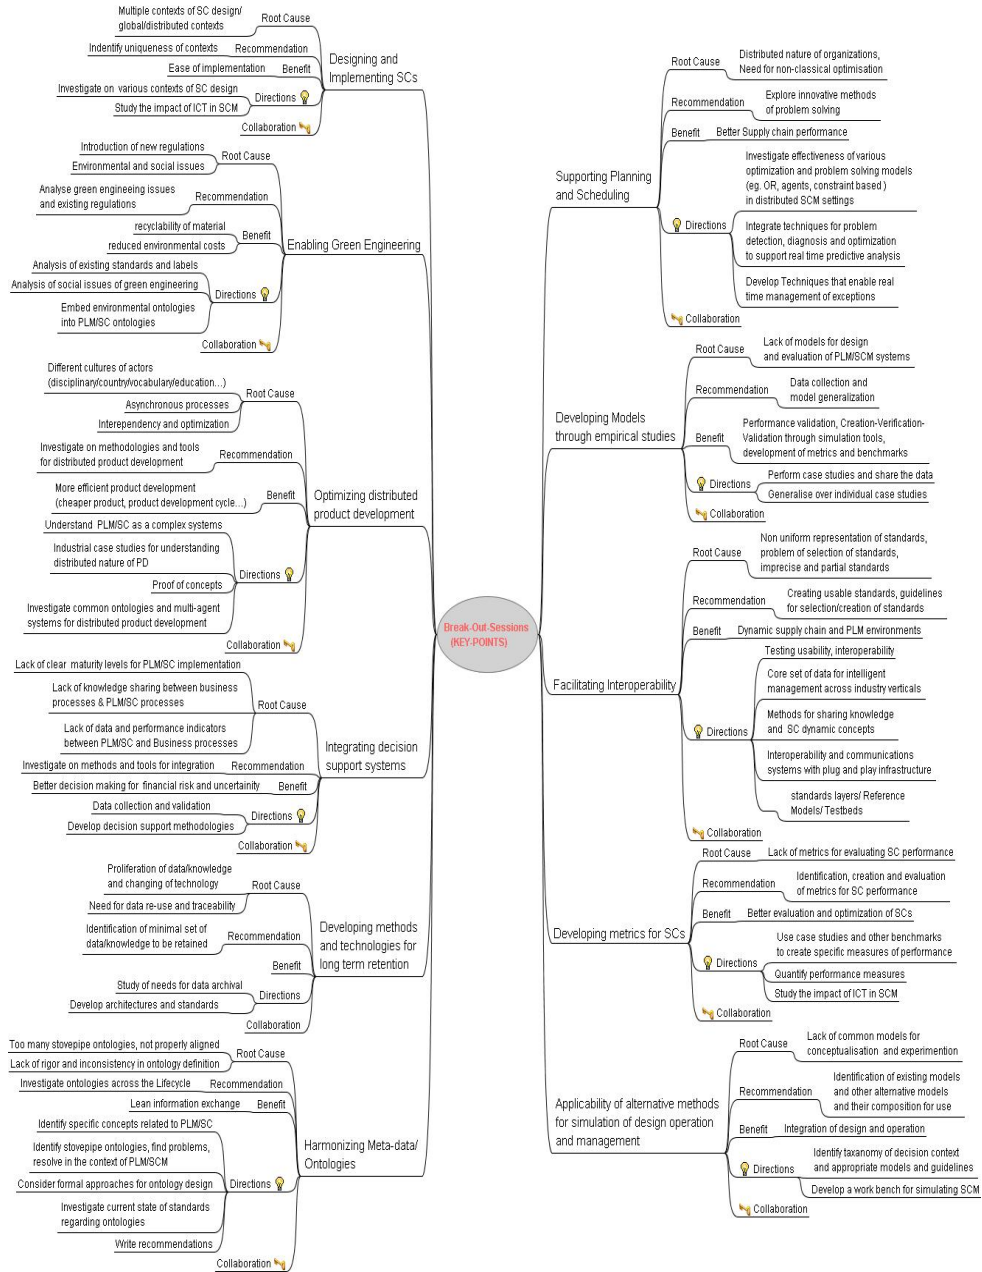 Break-Out-Sessions
(KEY-POINTS)
Designing and
Implementing SCs
Root Cause
Multiple contexts of SC design/
global/distributed contexts
Recommendation
Indentify uniqueness of contexts
Benefit
Ease of implementation
Directions
Investigate on various contexts of SC design
Study the impact of ICT in SCM
Collaboration
Enabling Green Engineering
Root Cause
Introduction of new regulations
Environmental and social issues
Recommendation
Analyse green engineeing issues
and existing regulations
Benefit
recyclability of material
reduced environmental costs
Directions
Analysis of existing standards and labels
Analysis of social issues of green engineering
Embed environmental ontologies
into PLM/SC ontologies
Collaboration
Optimizing distributed
product development
Root Cause
Different cultures of actors
(disciplinary/country/vocabulary/education...)
Asynchronous processes
Interependency and optimization
Recommendation
Investigate on methodologies and tools
for distributed product development
Benefit
More efficient product development
(cheaper product, product development cycle...)
Directions
Understand PLM/SC as a complex systems
Industrial case studies for understanding
distributed nature of PD
Proof of concepts
Investigate common ontologies and multi-agent
systems for distributed product development
Collaboration
Integrating decision
support systems
Root Cause
Lack of clear maturity levels for PLM/SC implementation
Lack of knowledge sharing between business
processes & PLM/SC processes
Lack of data and performance indicators
between PLM/SC and Business processes
Recommendation
Investigate on methods and tools for integration
Benefit
Better decision making for financial risk and uncertainity
Directions
Data collection and validation
Develop decision support methodologies
Collaboration
Developing methods
and technologies for
long term retention
Root Cause
Proliferation of data/knowledge
and changing of technology
Need for data re-use and traceability
Recommendation
Identification of minimal set of
data/knowledge to be retained
Benefit
Directions
Study of needs for data archival
Develop architectures and standards
Collaboration
Harmonizing Meta-data/
Ontologies
Root Cause
Too many stovepipe ontologies, not properly aligned
Lack of rigor and inconsistency in ontology definition
Recommendation
Investigate ontologies across the Lifecycle
Benefit
Lean information exchange
Directions
Identify specific concepts related to PLM/SC
Identify stovepipe ontologies, find problems,
resolve in the context of PLM/SCM
Consider formal approaches for ontology design
Investigate current state of standards
regarding ontologies
Write recommendations
Collaboration
Supporting Planning
and Scheduling
Root Cause
Distributed nature of organizations,
Need for non-classical optimisation
Recommendation
Explore innovative methods
of problem solving
Benefit
Better Supply chain performance
Directions
Investigate effectiveness of various
optimization and problem solving models
(eg. OR, agents, constraint based )
in distributed SCM settings
Integrate techniques for problem
detection, diagnosis and optimization
to support real time predictive analysis
Develop Techniques that enable real
time management of exceptions
Collaboration
Developing Models
through empirical studies
Root Cause
Lack of models for design
and evaluation of PLM/SCM systems
Recommendation
Data collection and
model generalization
Benefit
Performance validation, Creation-Verification-
Validation through simulation tools,
development of metrics and benchmarks
Directions
Perform case studies and share the data
Generalise over individual case studies
Collaboration
Facilitating Interoperability
Root Cause
Non uniform representation of standards,
problem of selection of standards,
imprecise and partial standards
Recommendation
Creating usable standards, guidelines
for selection/creation of standards
Benefit
Dynamic supply chain and PLM environments
Directions
Testing usability, interoperability
Core set of data for intelligent
management across industry verticals
Methods for sharing knowledge
and SC dynamic concepts
Interoperability and communications
systems with plug and play infrastructure
standards layers/ Reference
Models/ Testbeds
Collaboration
Developing metrics for SCs
Root Cause
Lack of metrics for evaluating SC performance
Recommendation
Identification, creation and evaluation
of metrics for SC performance
Benefit
Better evaluation and optimization of SCs
Directions
Use case studies and other benchmarks
to create specific measures of performance
Quantify performance measures
Study the impact of ICT in SCM
Collaboration
Applicability of alternative methods
for simulation of design operation
and management
Root Cause
Lack of common models for
conceptualisation and experimention
Recommendation
Identification of existing models
and other alternative models
and their composition for use
Benefit
Integration of design and operation
Directions
Identify taxanomy of decision context
and appropriate models and guidelines
Develop a work bench for simulating SCM
Collaboration